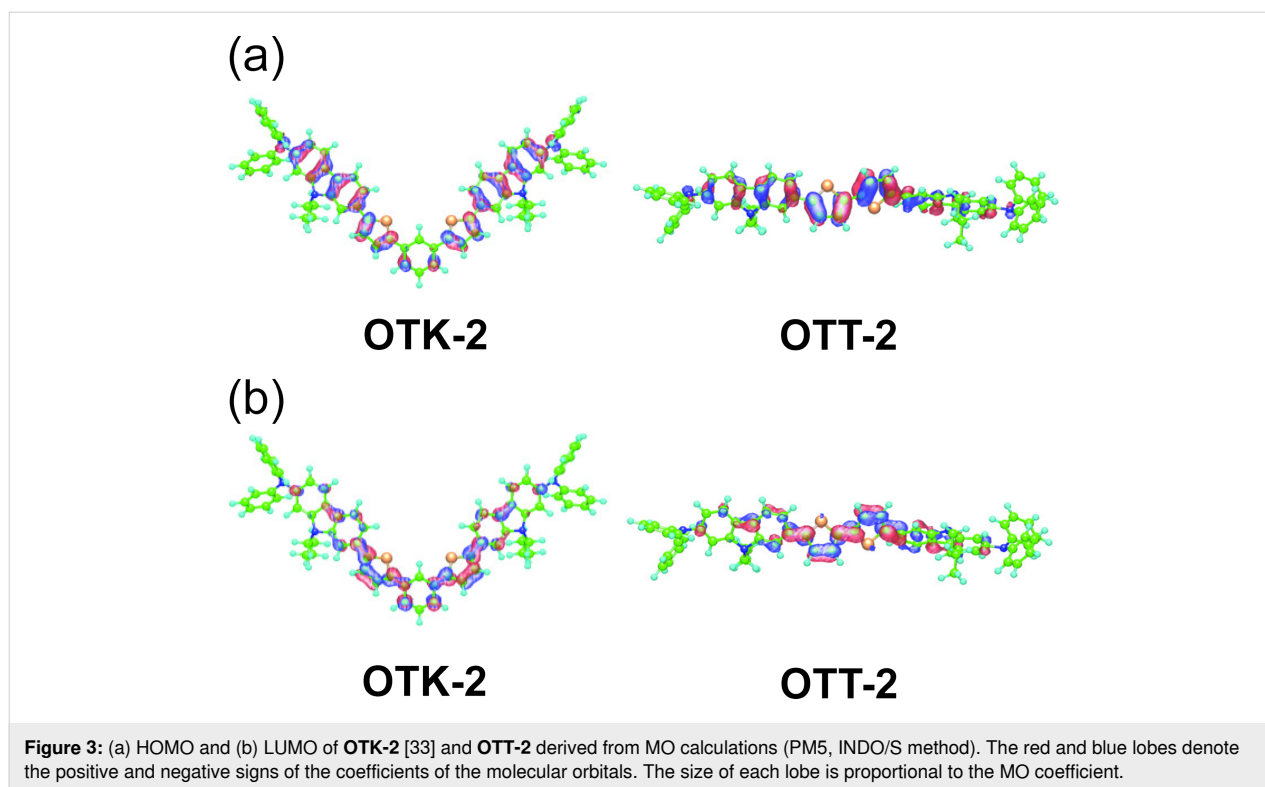 (a)
OTK-2 OTT-2
(b)
OTK-2 OTT-2
Figure 3: (a) HOMO and (b) LUMO of OTK-2 [33] and OTT-2 derived from MO calculations (PM5, INDO/S method). The red and blue lobes denote
the positive and negative signs of the coefficients of the molecular orbitals. The size of each lobe is proportional to the MO coefficient.